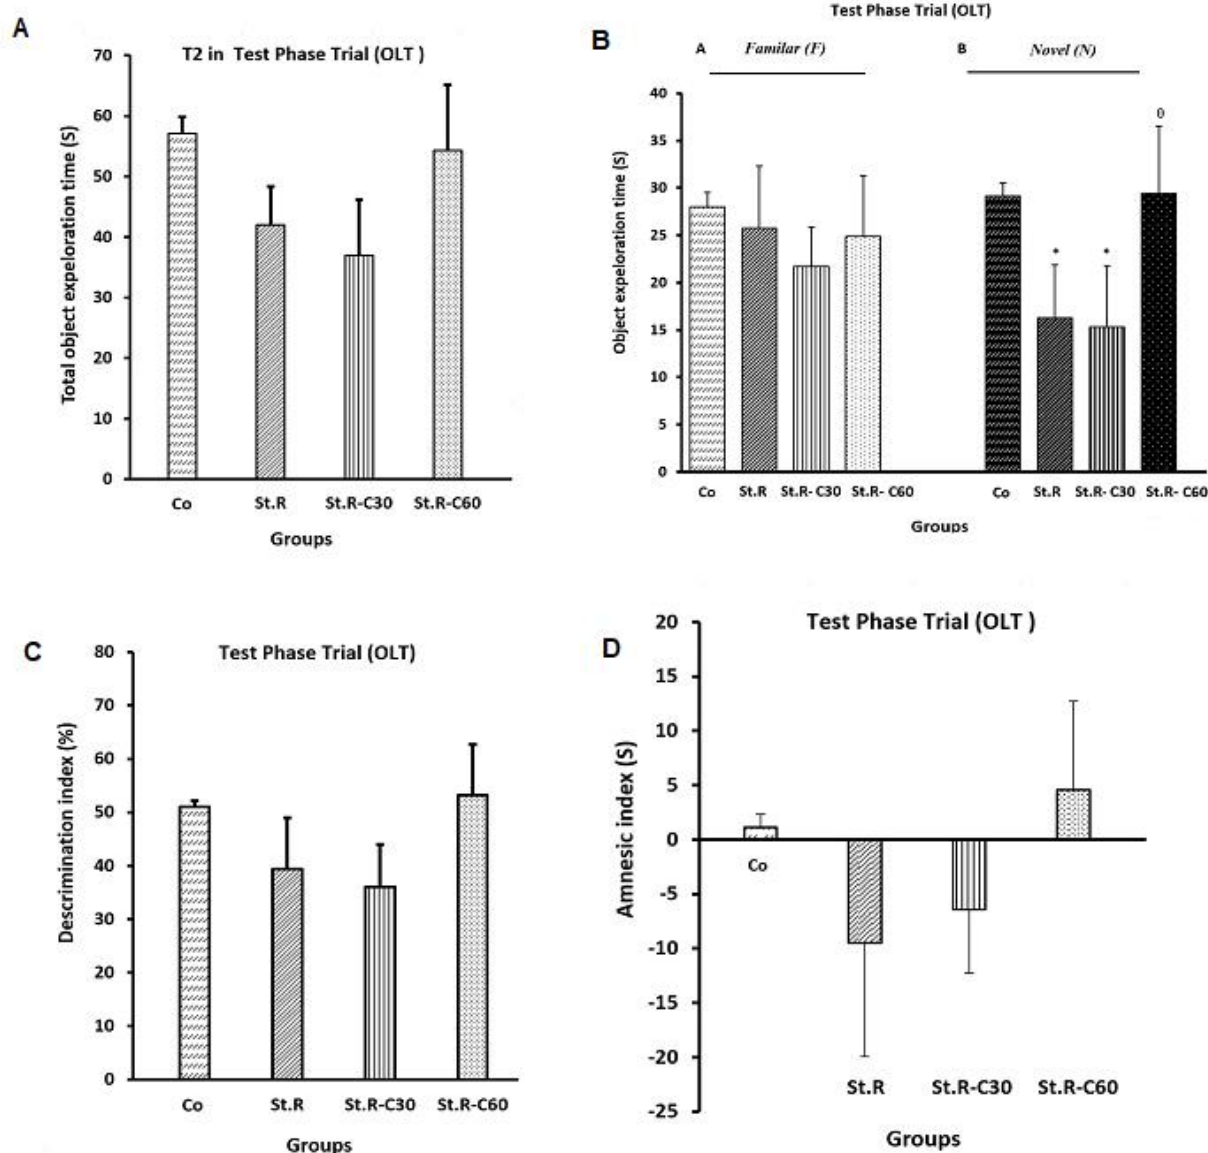 A
T2 in Test Phase Trial (OLT )
70
60
50
40
30
20
10
0
Total object expeloration time (S)
Co St.R St.R-C30 St.R-C60
Groups
Test Phase Trial (OLT)
B
A Familar (F) B Novel (N)
40
35
30
25
20
15
10
5
0
Object expeloration time (S)
* * θ
Co St.R St.R- C30 St.R- C60 Co St.R St.R- C30 St.R- C60
Groups
C
Test Phase Trial (OLT)
80
70
60
50
40
30
20
10
0
Descrimination index (%)
Co St.R St.R-C30 St.R-C60
Groups
D
Test Phase Trial (OLT )
20
15
10
5
0
-5
-10
-15
-20
-25
Amnesic index (S)
Co
St.R St.R-C30 St.R-C60
Groups